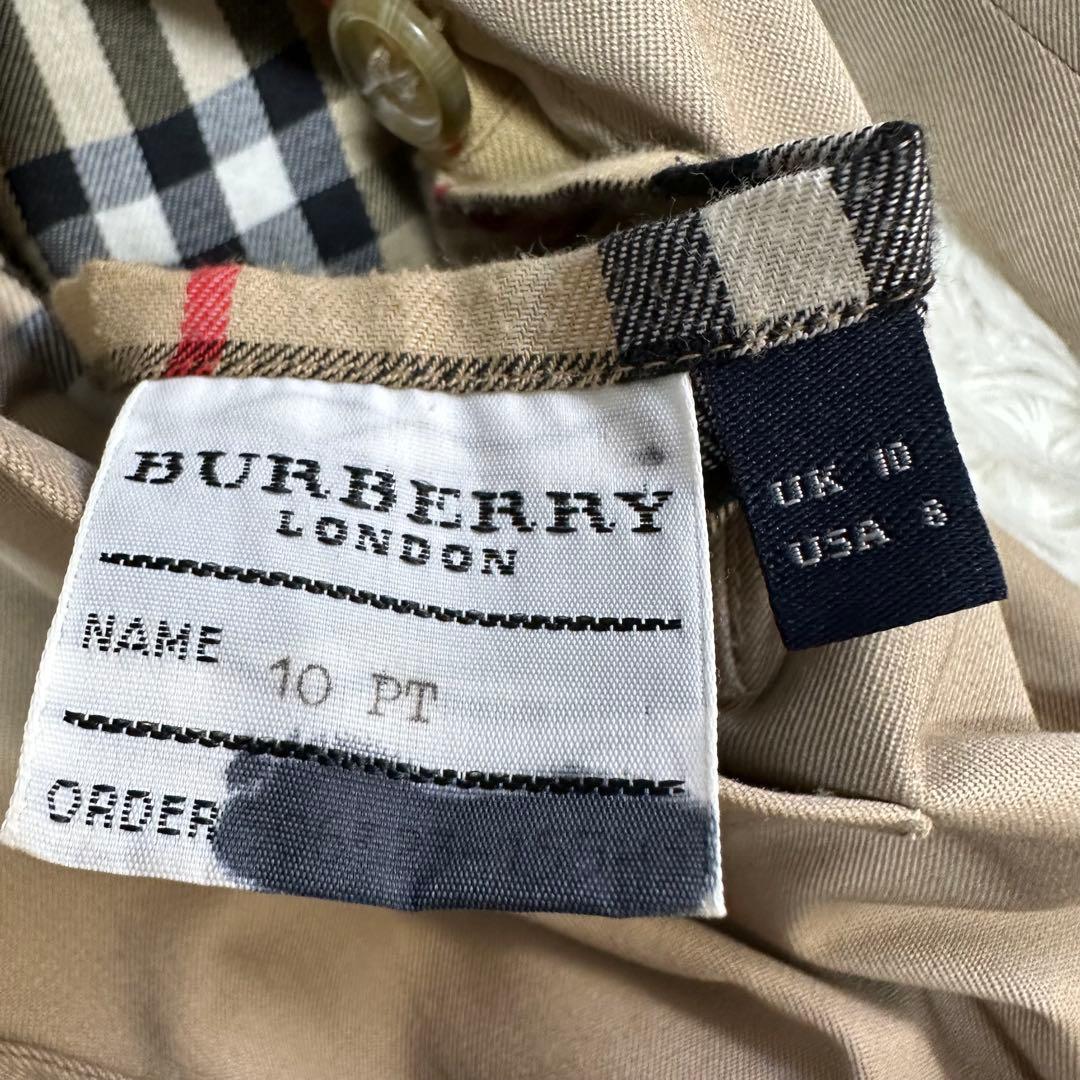 BURBERRY
LONDON
NAME 10 PT
ORDER
UK 10
USA 8